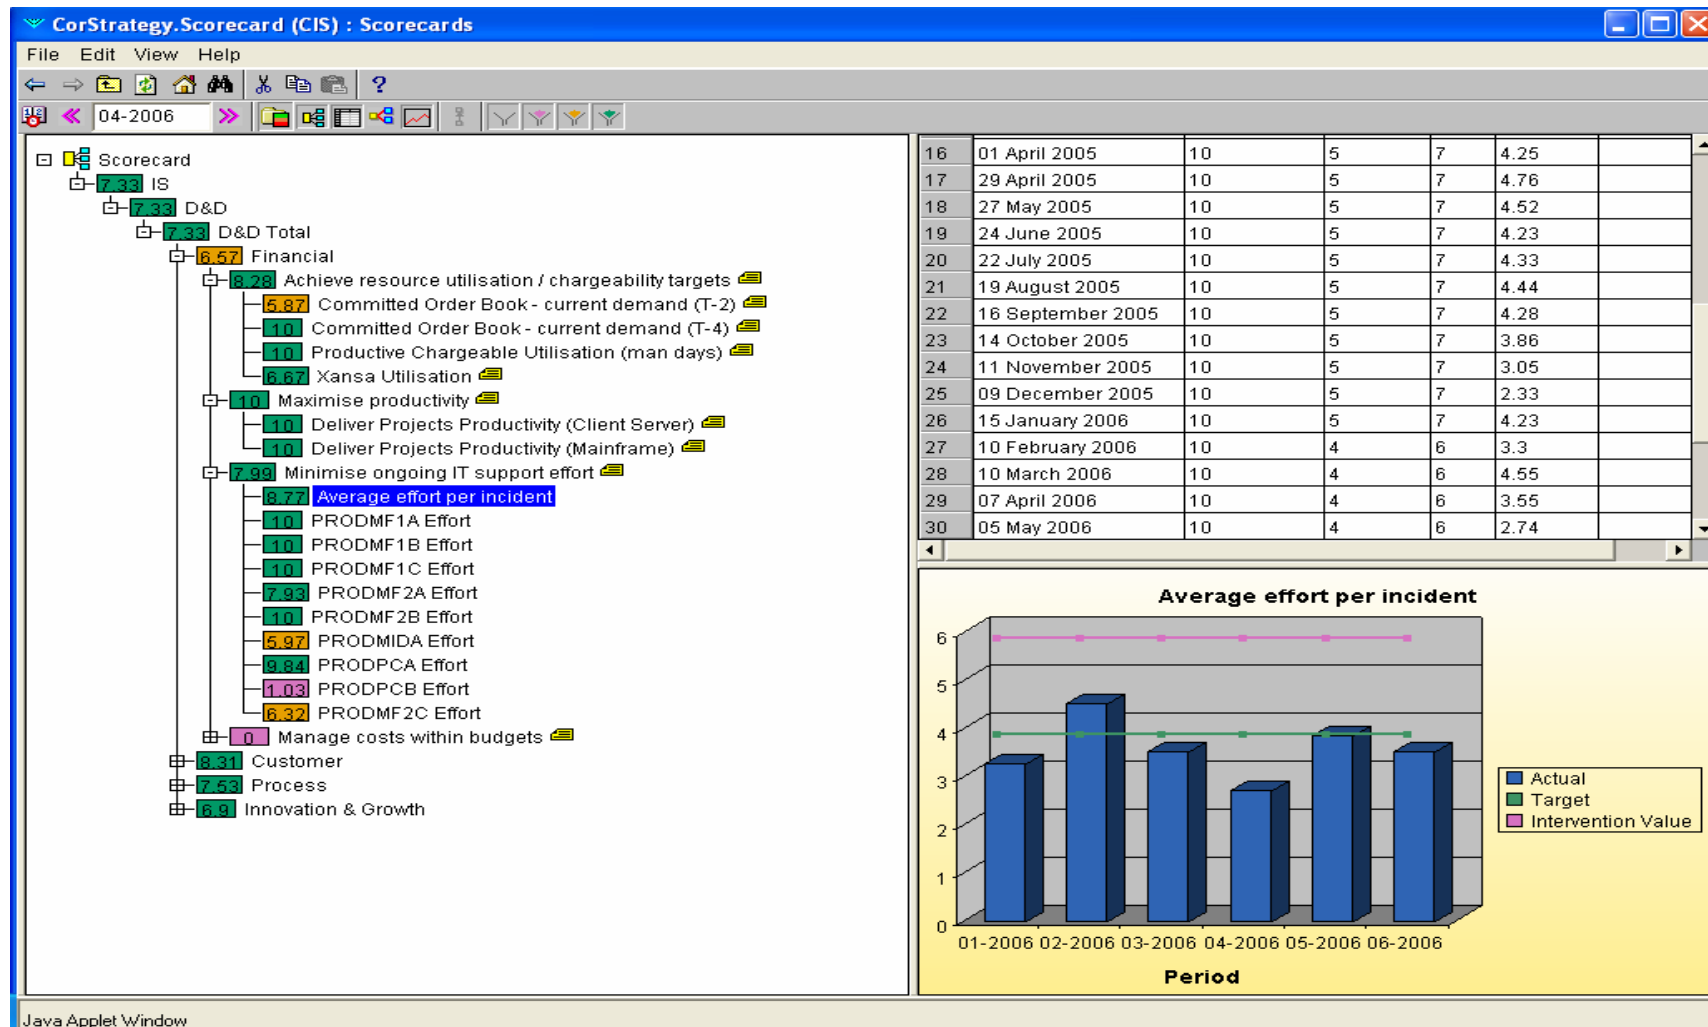 CorStrategy.Scorecard (CIS) : Scorecards
File Edit View Help
04-2006
Scorecard
7.33 IS
7.33 D&D
7.33 D&D Total
6.57 Financial
8.28 Achieve resource utilisation / chargeability targets
5.87 Committed Order Book - current demand (T-2)
10 Committed Order Book - current demand (T-4)
10 Productive Chargeable Utilisation (man days)
6.67 Xansa Utilisation
10 Maximise productivity
10 Deliver Projects Productivity (Client Server)
10 Deliver Projects Productivity (Mainframe)
7.99 Minimise ongoing IT support effort
8.77 Average effort per incident
10 PRODMF1A Effort
10 PRODMF1B Effort
10 PRODMF1C Effort
7.93 PRODMF2A Effort
10 PRODMF2B Effort
5.97 PRODMIDA Effort
9.84 PRODPCA Effort
1.03 PRODPCB Effort
6.32 PRODMF2C Effort
0 Manage costs within budgets
8.31 Customer
7.53 Process
6.9 Innovation & Growth
16 01 April 2005 10 5 7 4.25
17 29 April 2005 10 5 7 4.76
18 27 May 2005 10 5 7 4.52
19 24 June 2005 10 5 7 4.23
20 22 July 2005 10 5 7 4.33
21 19 August 2005 10 5 7 4.44
22 16 September 2005 10 5 7 4.28
23 14 October 2005 10 5 7 3.86
24 11 November 2005 10 5 7 3.05
25 09 December 2005 10 5 7 2.33
26 15 January 2006 10 5 7 4.23
27 10 February 2006 10 4 6 3.3
28 10 March 2006 10 4 6 4.55
29 07 April 2006 10 4 6 3.55
30 05 May 2006 10 4 6 2.74
Average effort per incident
6
5
4
3
2
1
0
01-2006 02-2006 03-2006 04-2006 05-2006 06-2006
Period
Actual
Target
Intervention Value
Java Applet Window